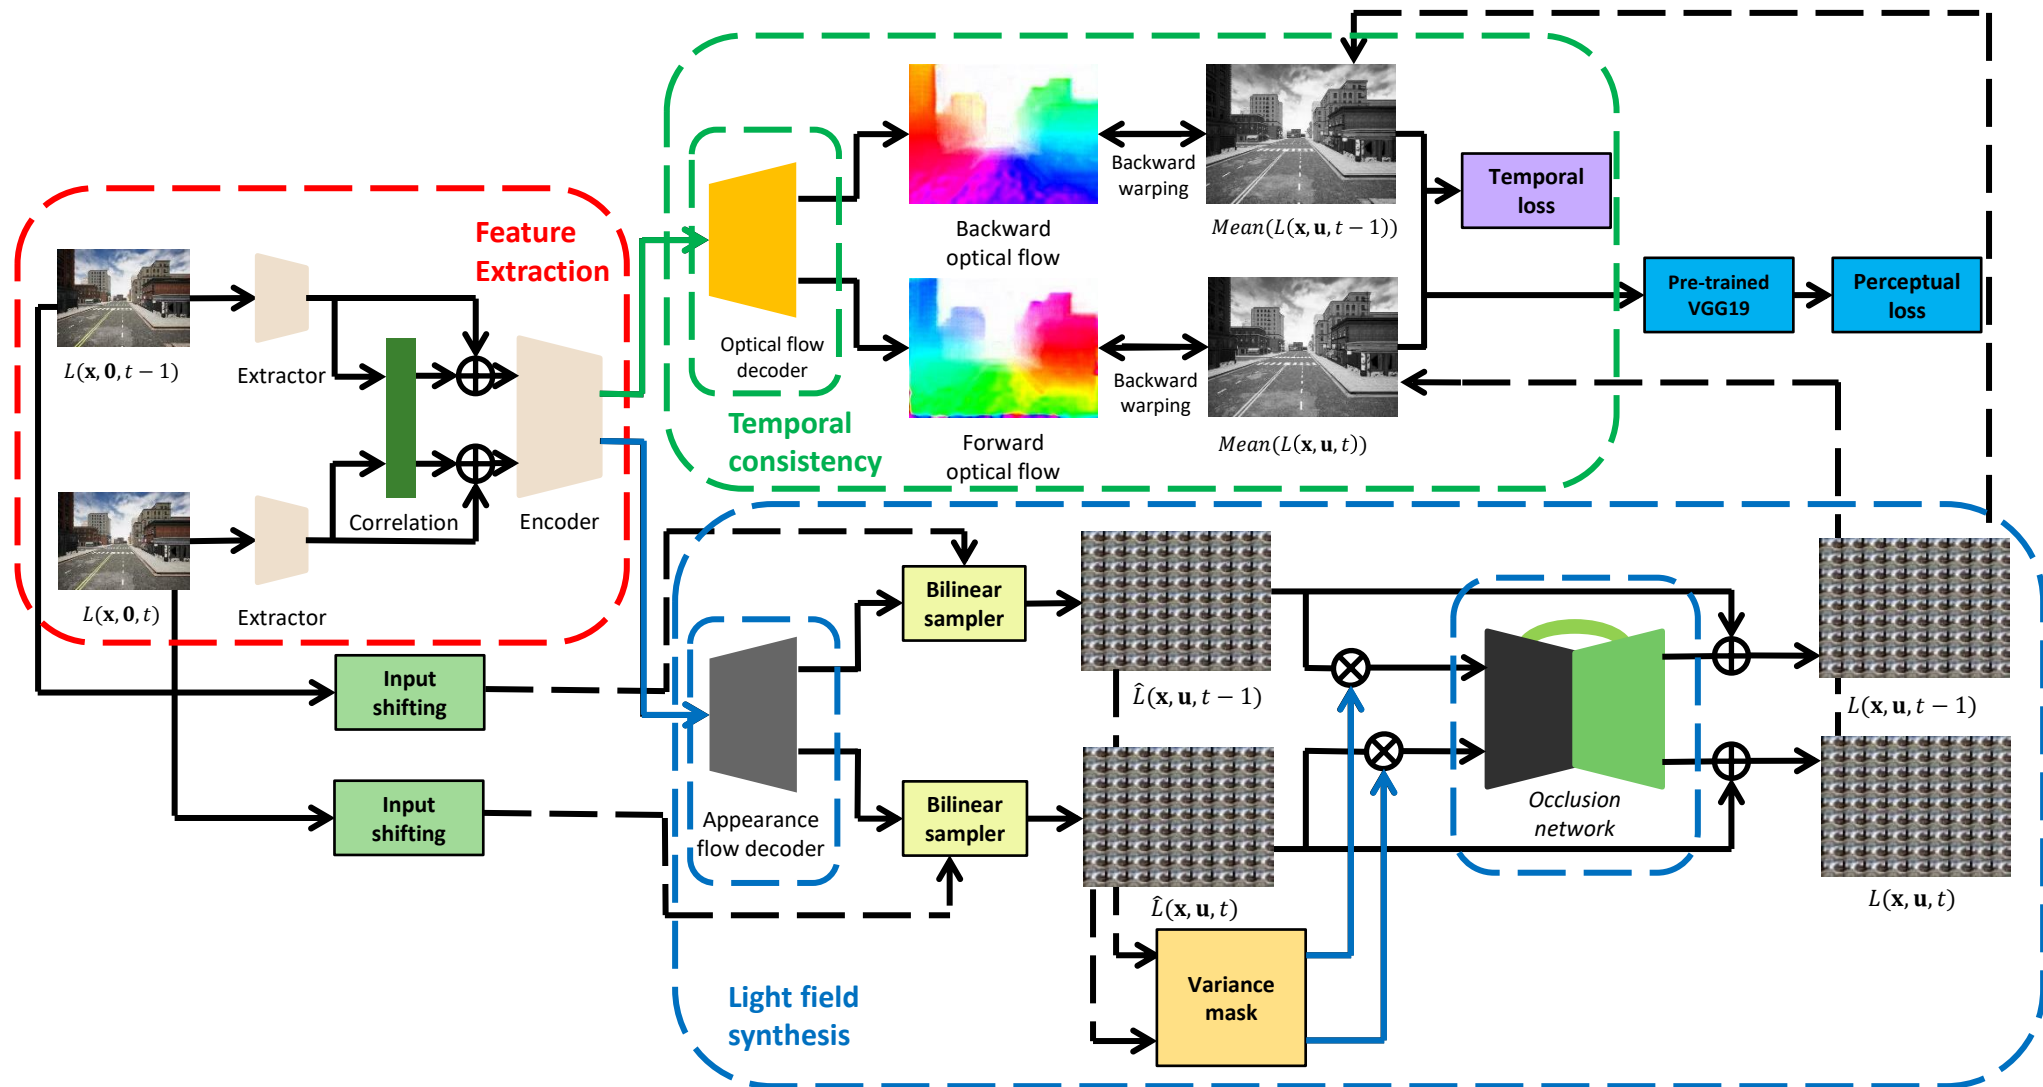 Feature
Extraction
L(x, 0, t − 1)
Extractor
Correlation
Encoder
L(x, 0, t)
Extractor
Input
shifting
Input
shifting
Optical flow
decoder
Temporal
consistency
Backward
optical flow
Forward
optical flow
Backward
warping
Backward
warping
Mean(L(x, u, t − 1))
Mean(L(x, u, t))
Temporal
loss
Pre-trained
VGG19
Perceptual
loss
Appearance
flow decoder
Bilinear
sampler
Bilinear
sampler
L̂(x, u, t − 1)
L̂(x, u, t)
Variance
mask
Occlusion
network
L(x, u, t − 1)
L(x, u, t)
Light field
synthesis